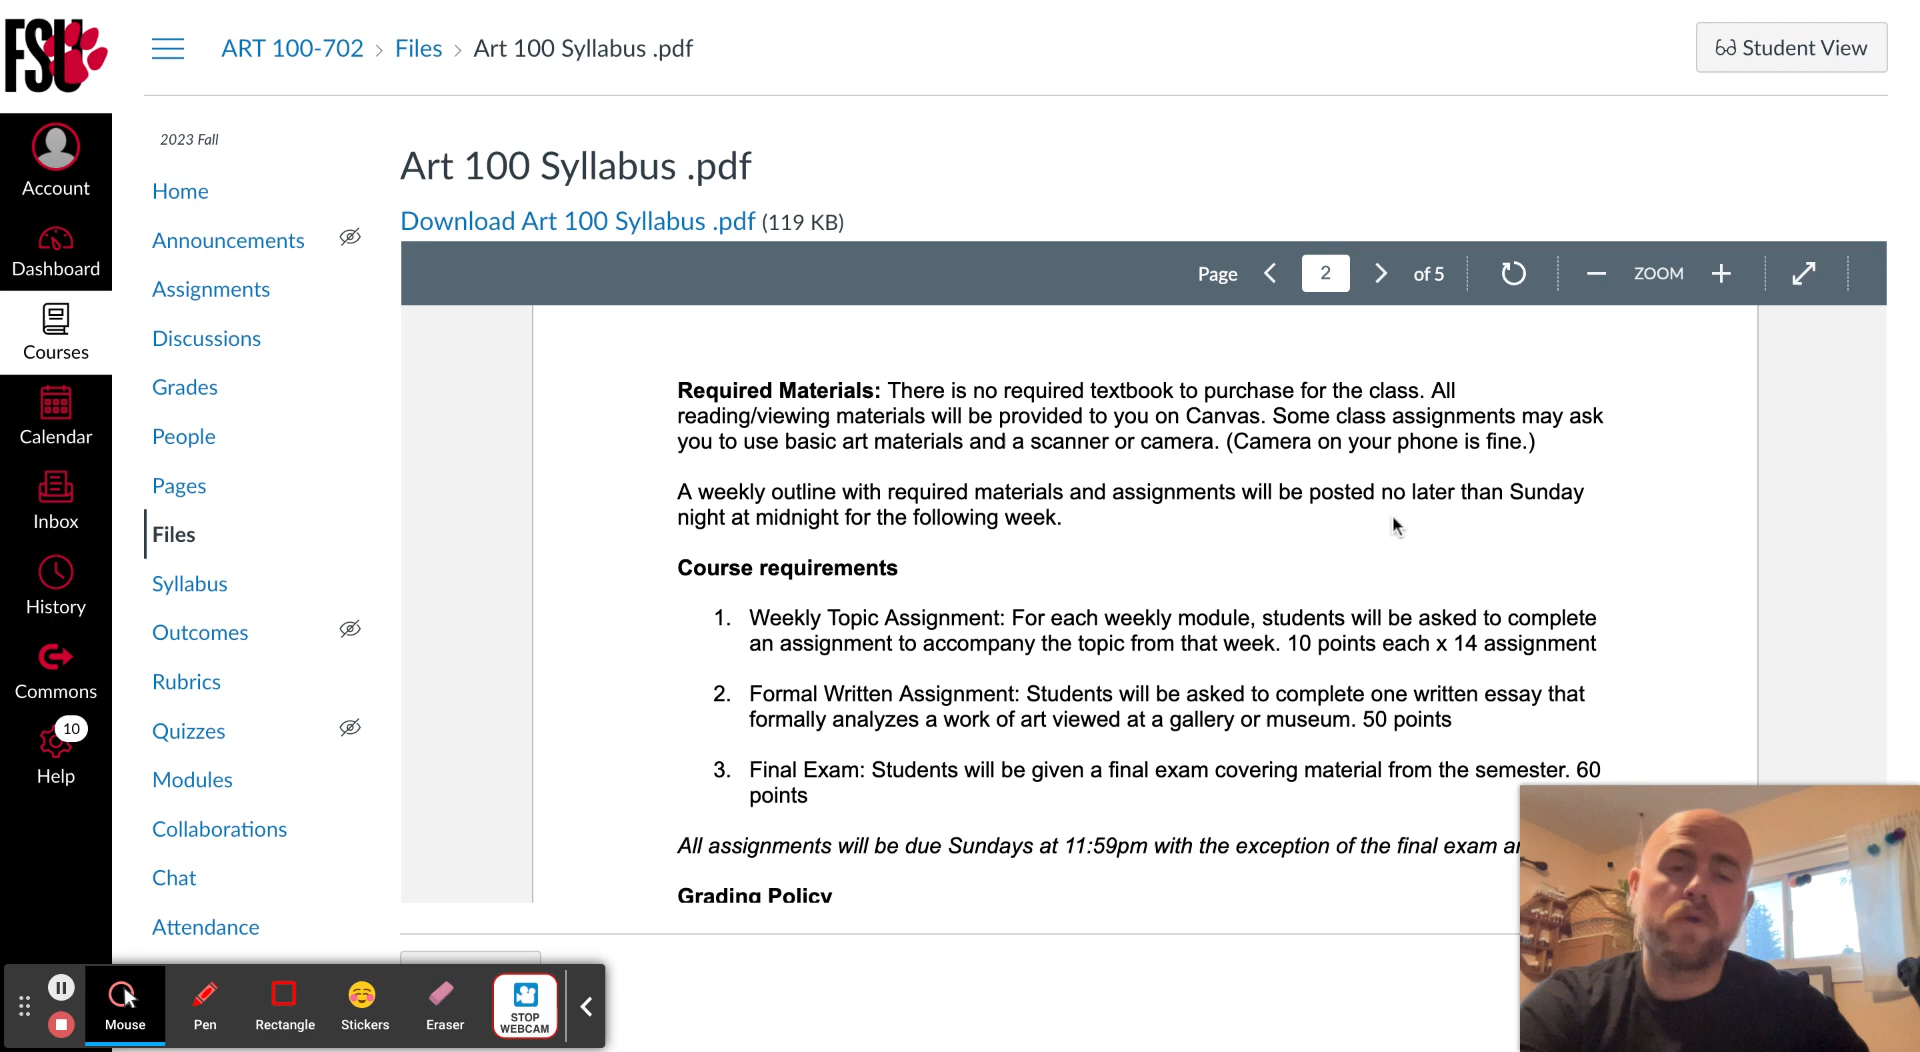 FSU
ART 100-702 > Files > Art 100 Syllabus .pdf
Student View
Account
Dashboard
Courses
Calendar
Inbox
History
Commons
10
Help
2023 Fall
Home
Announcements
Assignments
Discussions
Grades
People
Pages
Files
Syllabus
Outcomes
Rubrics
Quizzes
Modules
Collaborations
Chat
Attendance
Art 100 Syllabus .pdf
Download Art 100 Syllabus .pdf (119 KB)
Page 2 of 5 ZOOM
Required Materials: There is no required textbook to purchase for the class. All
reading/viewing materials will be provided to you on Canvas. Some class assignments may ask
you to use basic art materials and a scanner or camera. (Camera on your phone is fine.)
A weekly outline with required materials and assignments will be posted no later than Sunday
night at midnight for the following week.
Course requirements
1. Weekly Topic Assignment: For each weekly module, students will be asked to complete
an assignment to accompany the topic from that week. 10 points each x 14 assignment
2. Formal Written Assignment: Students will be asked to complete one written essay that
formally analyzes a work of art viewed at a gallery or museum. 50 points
3. Final Exam: Students will be given a final exam covering material from the semester. 60
points
All assignments will be due Sundays at 11:59pm with the exception of the final exam
Grading Policy
Mouse
Pen
Rectangle
Stickers
Eraser
STOP
WEBCAM